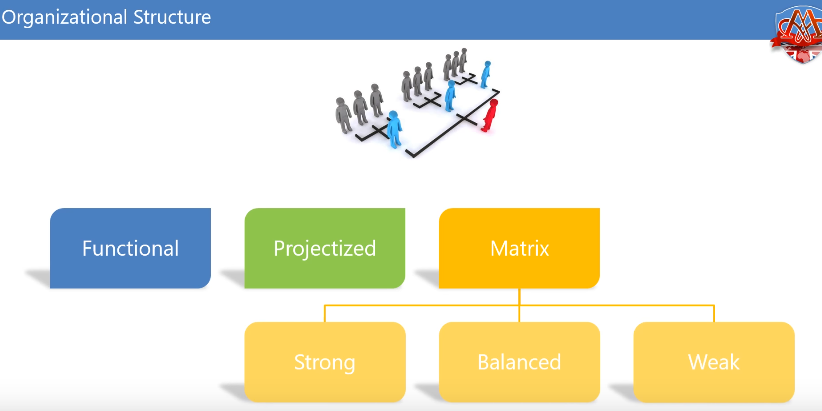 Organizational Structure
Functional
Projectized
Matrix
Strong
Balanced
Weak